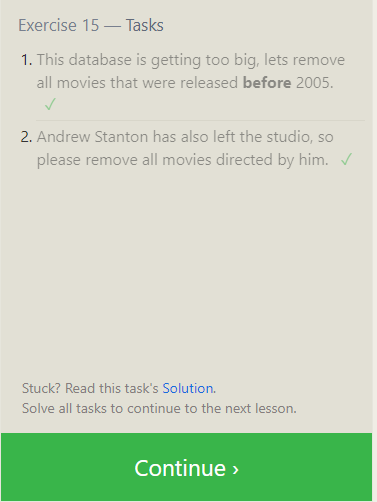 Exercise 15 — Tasks
1. This database is getting too big, lets remove
all movies that were released before 2005.
✓
2. Andrew Stanton has also left the studio, so
please remove all movies directed by him. ✓
Stuck? Read this task's Solution.
Solve all tasks to continue to the next lesson.
Continue ›